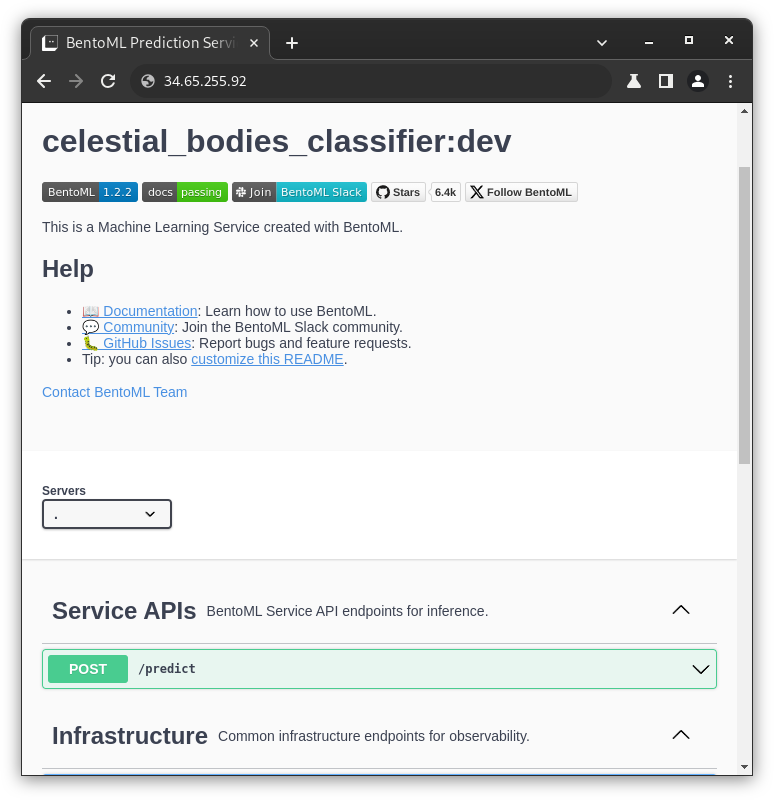 BentoML Prediction Servi
34.65.255.92
celestial_bodies_classifier:dev
BentoML 1.2.2 docs passing Join BentoML Slack Stars 6.4k Follow BentoML
This is a Machine Learning Service created with BentoML.
Help
📖 Documentation: Learn how to use BentoML.
💬 Community: Join the BentoML Slack community.
🐛 GitHub Issues: Report bugs and feature requests.
Tip: you can also customize this README.
Contact BentoML Team
Servers
.
Service APIs BentoML Service API endpoints for inference.
POST /predict
Infrastructure Common infrastructure endpoints for observability.